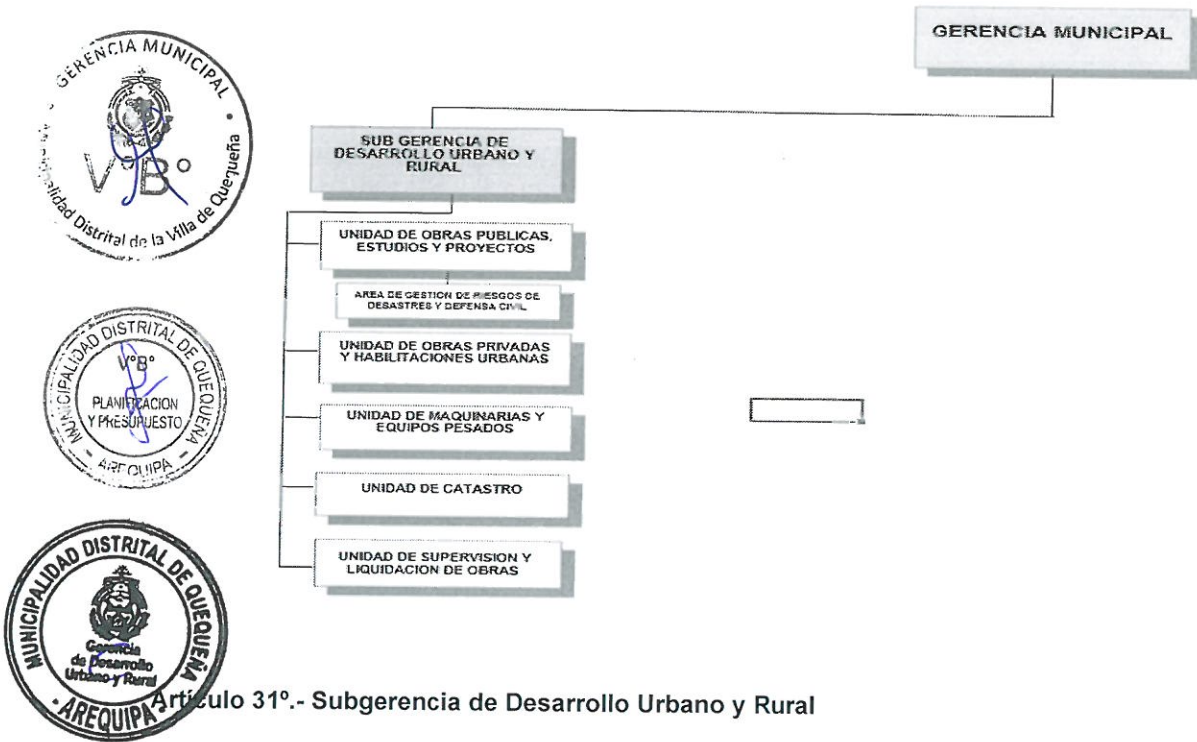 GERENCIA MUNICIPAL
SUB GERENCIA DE
DESARROLLO URBANO Y
RURAL
UNIDAD DE OBRAS PUBLICAS,
ESTUDIOS Y PROYECTOS
AREA DE GESTION DE RIESGOS DE
DESASTRES Y DEFENSA CIVIL
UNIDAD DE OBRAS PRIVADAS
Y HABILITACIONES URBANAS
UNIDAD DE MAQUINARIAS Y
EQUIPOS PESADOS
UNIDAD DE CATASTRO
UNIDAD DE SUPERVISION Y
LIQUIDACION DE OBRAS
GERENCIA MUNICIPAL
V°B°
Distrital de la Villa de Quequeña
MUNICIPALIDAD DISTRITAL DE QUEQUEÑA
V°B°
PLANIFICACION
Y PRESUPUESTO
AREQUIPA
MUNICIPALIDAD DISTRITAL DE QUEQUEÑA
Gerencia
de Desarrollo
Urbano y Rural
AREQUIPA
Artículo 31º.- Subgerencia de Desarrollo Urbano y Rural